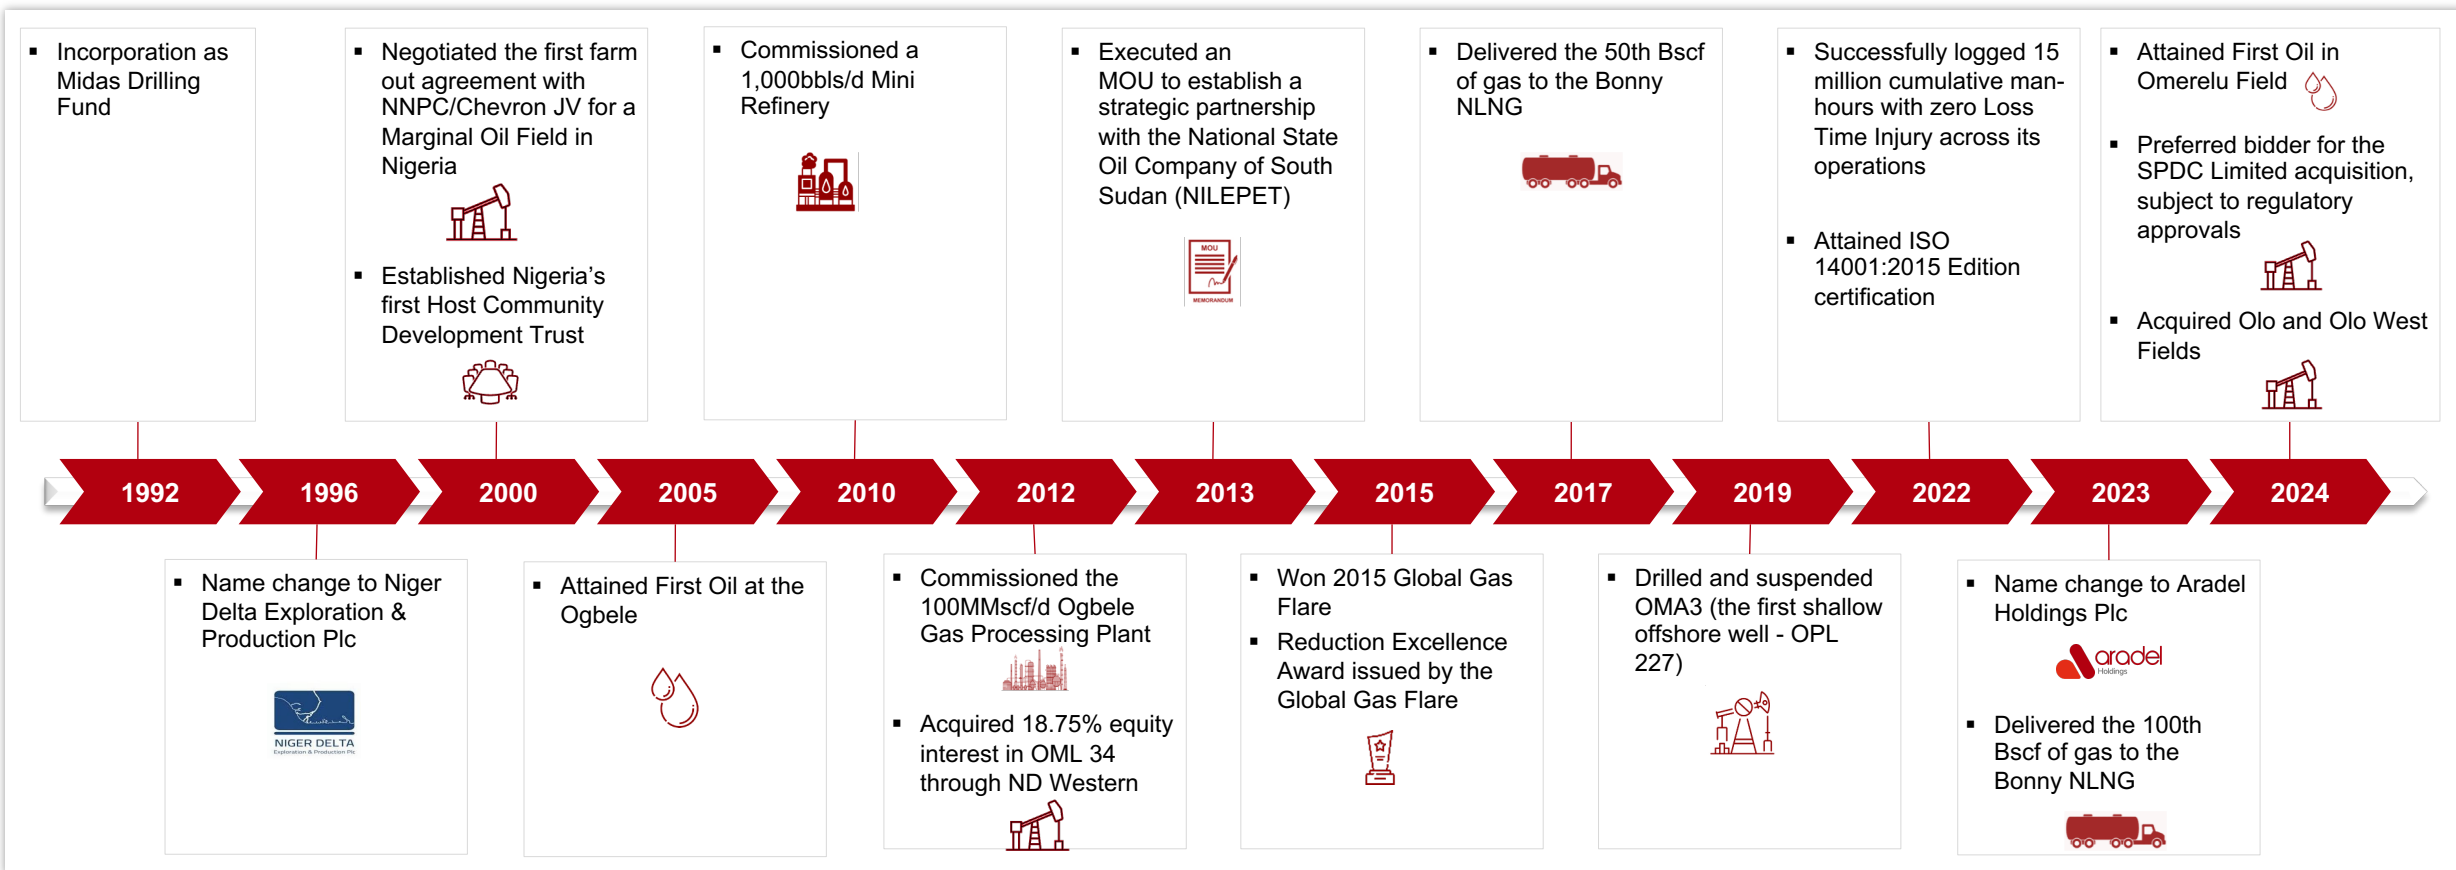 ▪ Incorporation as
Midas Drilling
Fund
▪ Negotiated the first farm
out agreement with
NNPC/Chevron JV for a
Marginal Oil Field in
Nigeria
▪ Established Nigeria's
first Host Community
Development Trust
▪ Commissioned a
1,000bbls/d Mini
Refinery
▪ Executed an
MOU to establish a
strategic partnership
with the National State
Oil Company of South
Sudan (NILEPET)
MOU
MEMORANDUM
▪ Delivered the 50th Bscf
of gas to the Bonny
NLNG
▪ Successfully logged 15
million cumulative man-
hours with zero Loss
Time Injury across its
operations
▪ Attained ISO
14001:2015 Edition
certification
▪ Attained First Oil in
Omerelu Field
▪ Preferred bidder for the
SPDC Limited acquisition,
subject to regulatory
approvals
▪ Acquired Olo and Olo West
Fields
1992
1996
2000
2005
2010
2012
2013
2015
2017
2019
2022
2023
2024
▪ Name change to Niger
Delta Exploration &
Production Plc
NIGER DELTA
Exploration & Production Plc
▪ Attained First Oil at the
Ogbele
▪ Commissioned the
100MMscf/d Ogbele
Gas Processing Plant
▪ Acquired 18.75% equity
interest in OML 34
through ND Western
▪ Won 2015 Global Gas
Flare
▪ Reduction Excellence
Award issued by the
Global Gas Flare
▪ Drilled and suspended
OMA3 (the first shallow
offshore well - OPL
227)
▪ Name change to Aradel
Holdings Plc
aradel
Holdings
▪ Delivered the 100th
Bscf of gas to the
Bonny NLNG